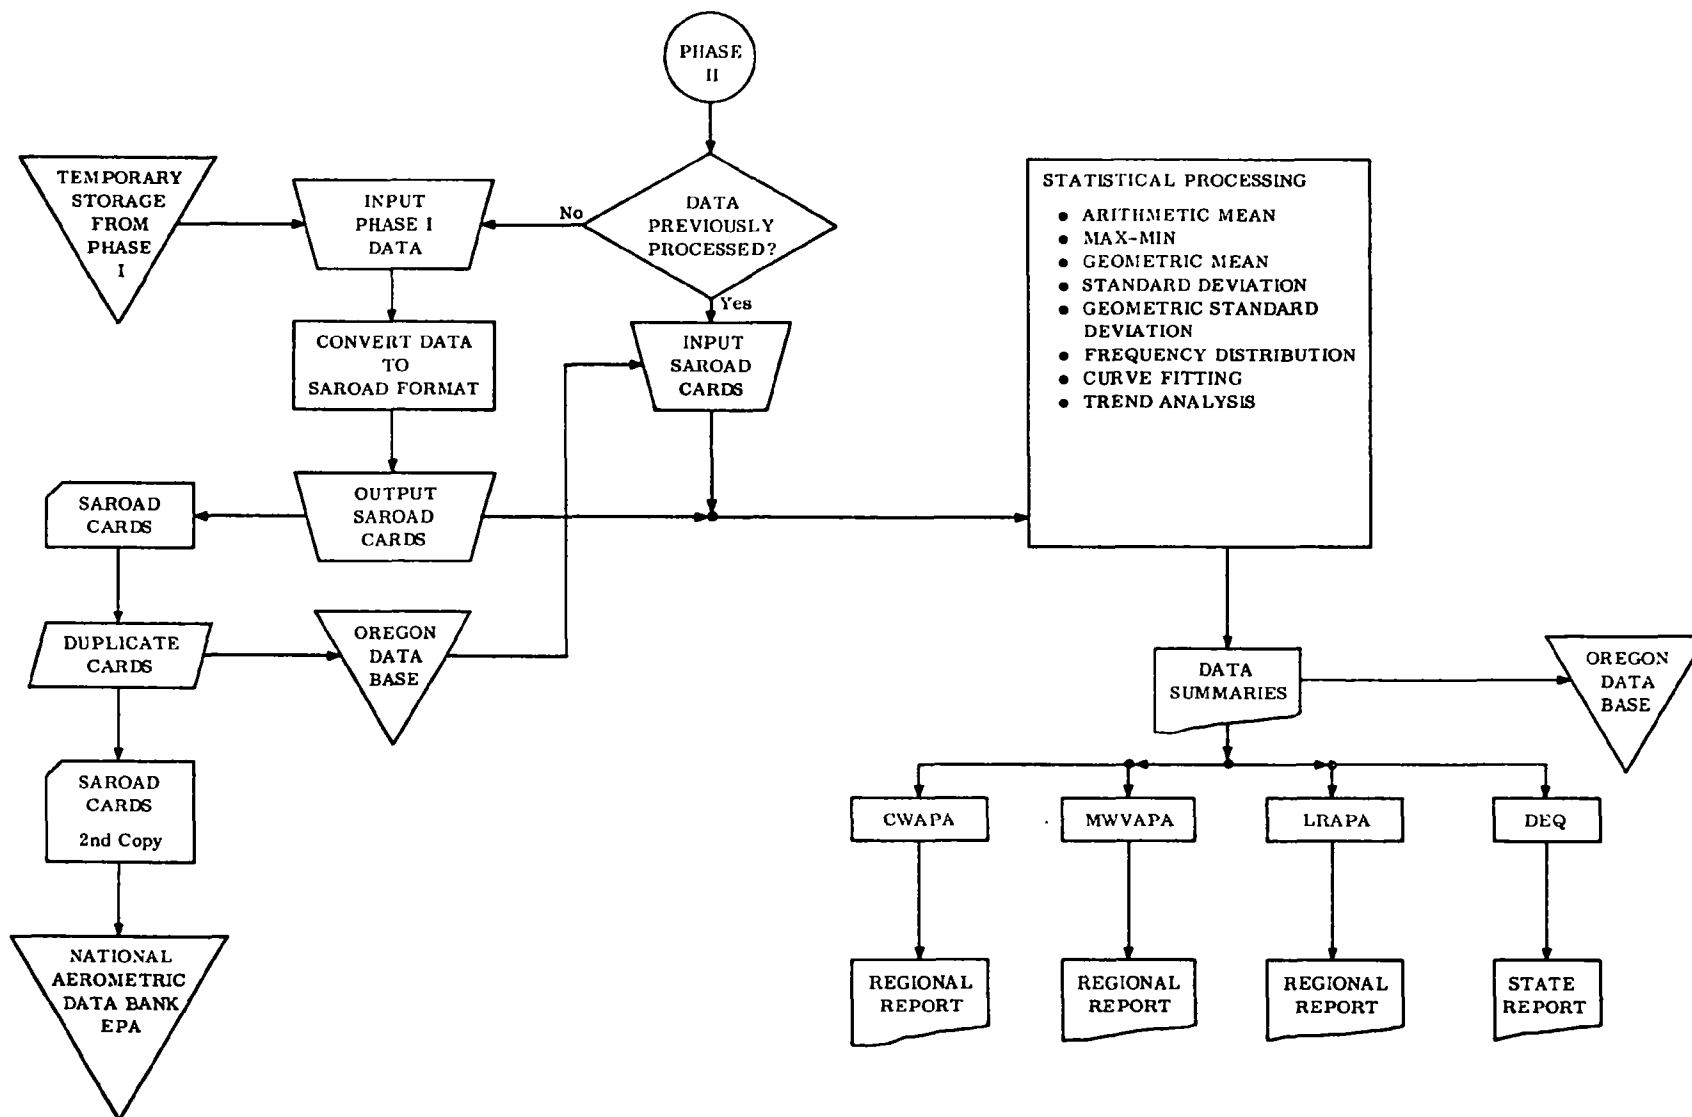 PHASE
II
TEMPORARY
STORAGE
FROM
PHASE
I
INPUT
PHASE I
DATA
No
DATA
PREVIOUSLY
PROCESSED?
Yes
CONVERT DATA
TO
SAROAD FORMAT
INPUT
SAROAD
CARDS
STATISTICAL PROCESSING
• ARITHMETIC MEAN
• MAX-MIN
• GEOMETRIC MEAN
• STANDARD DEVIATION
• GEOMETRIC STANDARD
DEVIATION
• FREQUENCY DISTRIBUTION
• CURVE FITTING
• TREND ANALYSIS
SAROAD
CARDS
OUTPUT
SAROAD
CARDS
DUPLICATE
CARDS
OREGON
DATA
BASE
DATA
SUMMARIES
OREGON
DATA
BASE
SAROAD
CARDS
2nd Copy
CWAPA
MWVAPA
LRAPA
DEQ
NATIONAL
AEROMETRIC
DATA BANK
EPA
REGIONAL
REPORT
REGIONAL
REPORT
REGIONAL
REPORT
STATE
REPORT